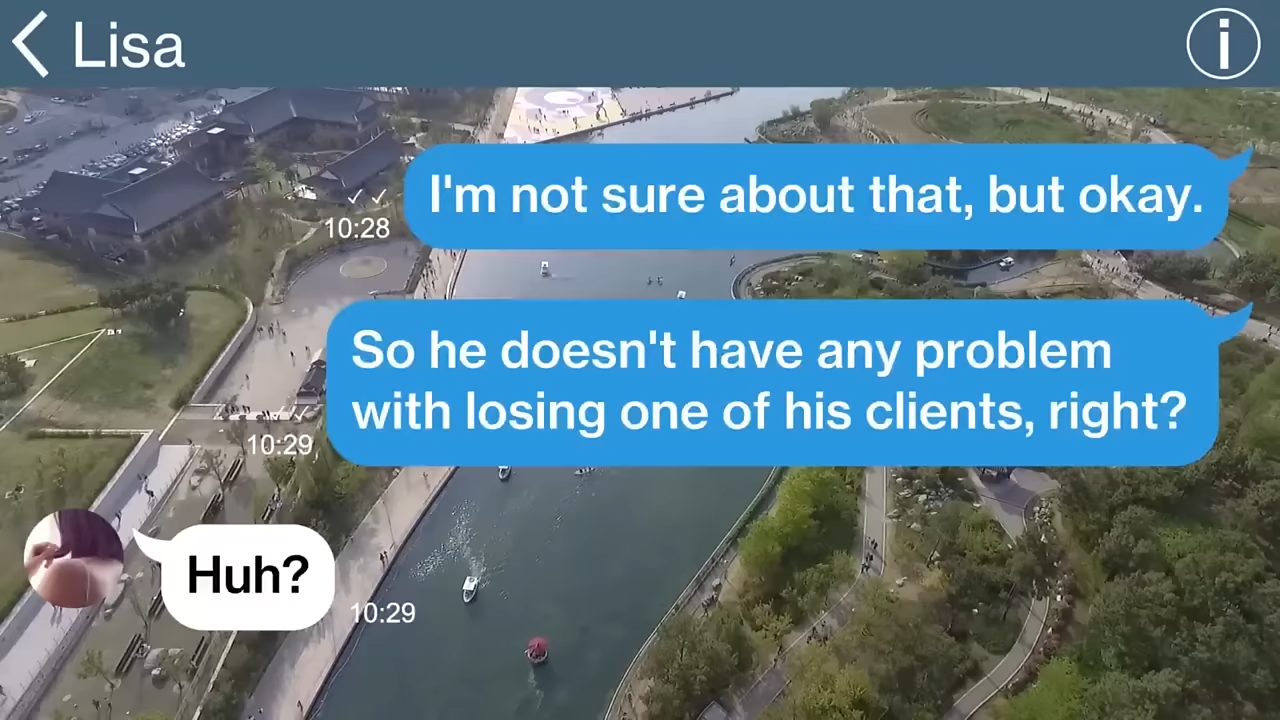 Lisa
i
I'm not sure about that, but okay.
10:28
So he doesn't have any problem
with losing one of his clients, right?
10:29
Huh?
10:29